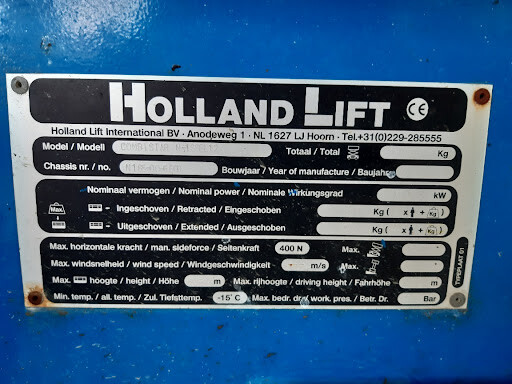 HOLLAND LIFT CE
Holland Lift International BV · Anodeweg 1 · NL 1627 LJ Hoorn · Tel.+31(0)229-285555
Model / Modell Totaal / Total Kg
Chassis nr. / no. Bouwjaar / Year of manufacture / Baujahr
Nominaal vermogen / Nominal power / Nominale Wirkungsgrad kW
Max. - Ingeschoven / Retracted / Eingeschoben Kg ( x + Kg )
- Uitgeschoven / Extended / Ausgeschoben Kg ( x + Kg )
Max. horizontale kracht / man. sideforce / Seitenkraft 400 N Max. °
Max. windsnelheid / wind speed / Windgeschwindigkeit m/s Max. °
Max. hoogte / height / Höhe m Max. rijhoogte / driving height / Fahrhöhe m
Min. temp. / all. temp. / Zul. Tiefsttemp. -15°C Max. bedr. dr. / work. pres. / Betr. Dr. Bar
TYPEPLAAT 01